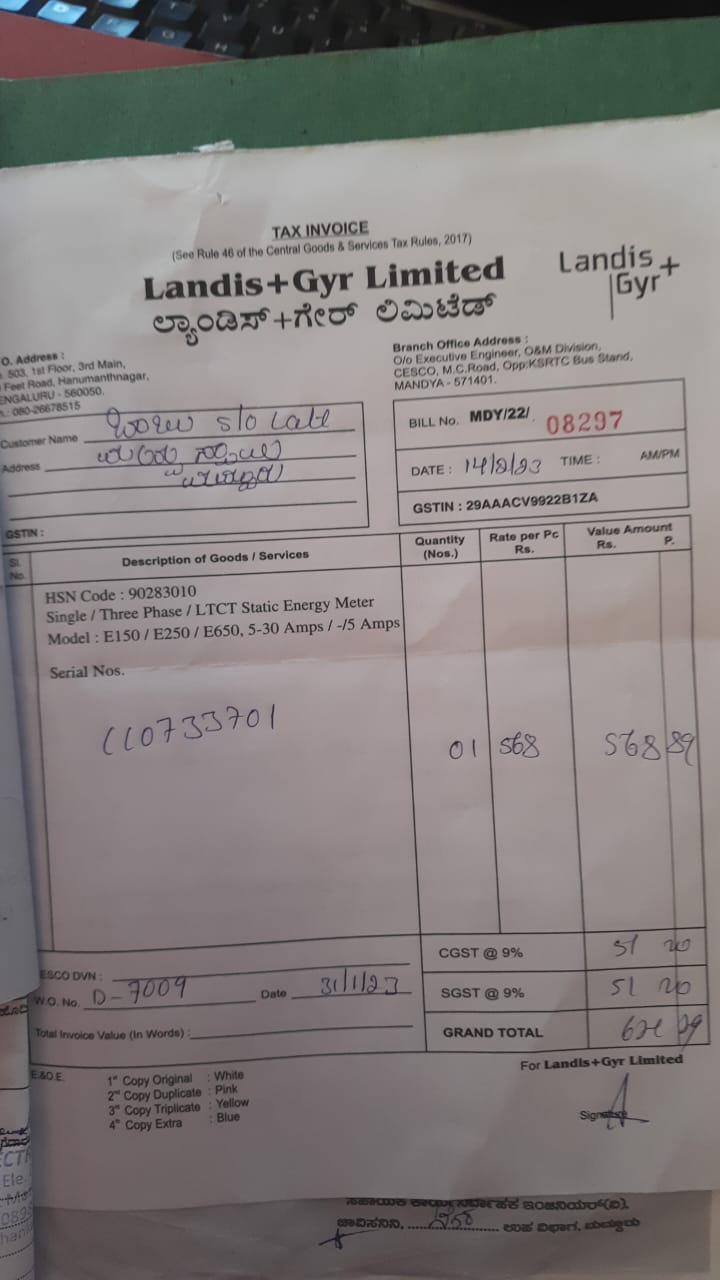 TAX INVOICE
(See Rule 46 of the Central Goods & Services Tax Rules, 2017)
Landis+Gyr Limited
ಲ್ಯಾಂಡಿಸ್+ಗೇರ್ ಲಿಮಿಟೆಡ್
Landis
Gyr+
O. Address :
503, 1st Floor, 3rd Main,
Feet Road, Hanumanthnagar,
ENGALURU - 560050.
080-26678515
Branch Office Address :
O/o Executive Engineer, O&M Division,
CESCO, M.C.Road, Opp:KSRTC Bus Stand,
MANDYA - 571401.
Customer Name s/o Late
Address
GSTIN :
BILL No. MDY/22/ 08297
DATE : TIME : AM/PM
GSTIN : 29AAACV9922B1ZA
Sl. No. Description of Goods / Services Quantity (Nos.) Rate per Pc Rs. Value Amount Rs. P.
HSN Code : 90283010
Single / Three Phase / LTCT Static Energy Meter
Model : E150 / E250 / E650, 5-30 Amps / -/5 Amps
Serial Nos.
01 568 568 89
CGST @ 9% 51 20
SGST @ 9% 51 20
GRAND TOTAL
ESCO DVN :
W.O. No. D-7009 Date 31/1/23
Total Invoice Value (In Words) :
E.&O.E.
1st Copy Original : White
2nd Copy Duplicate : Pink
3rd Copy Triplicate : Yellow
4th Copy Extra : Blue
For Landis+Gyr Limited
Signature